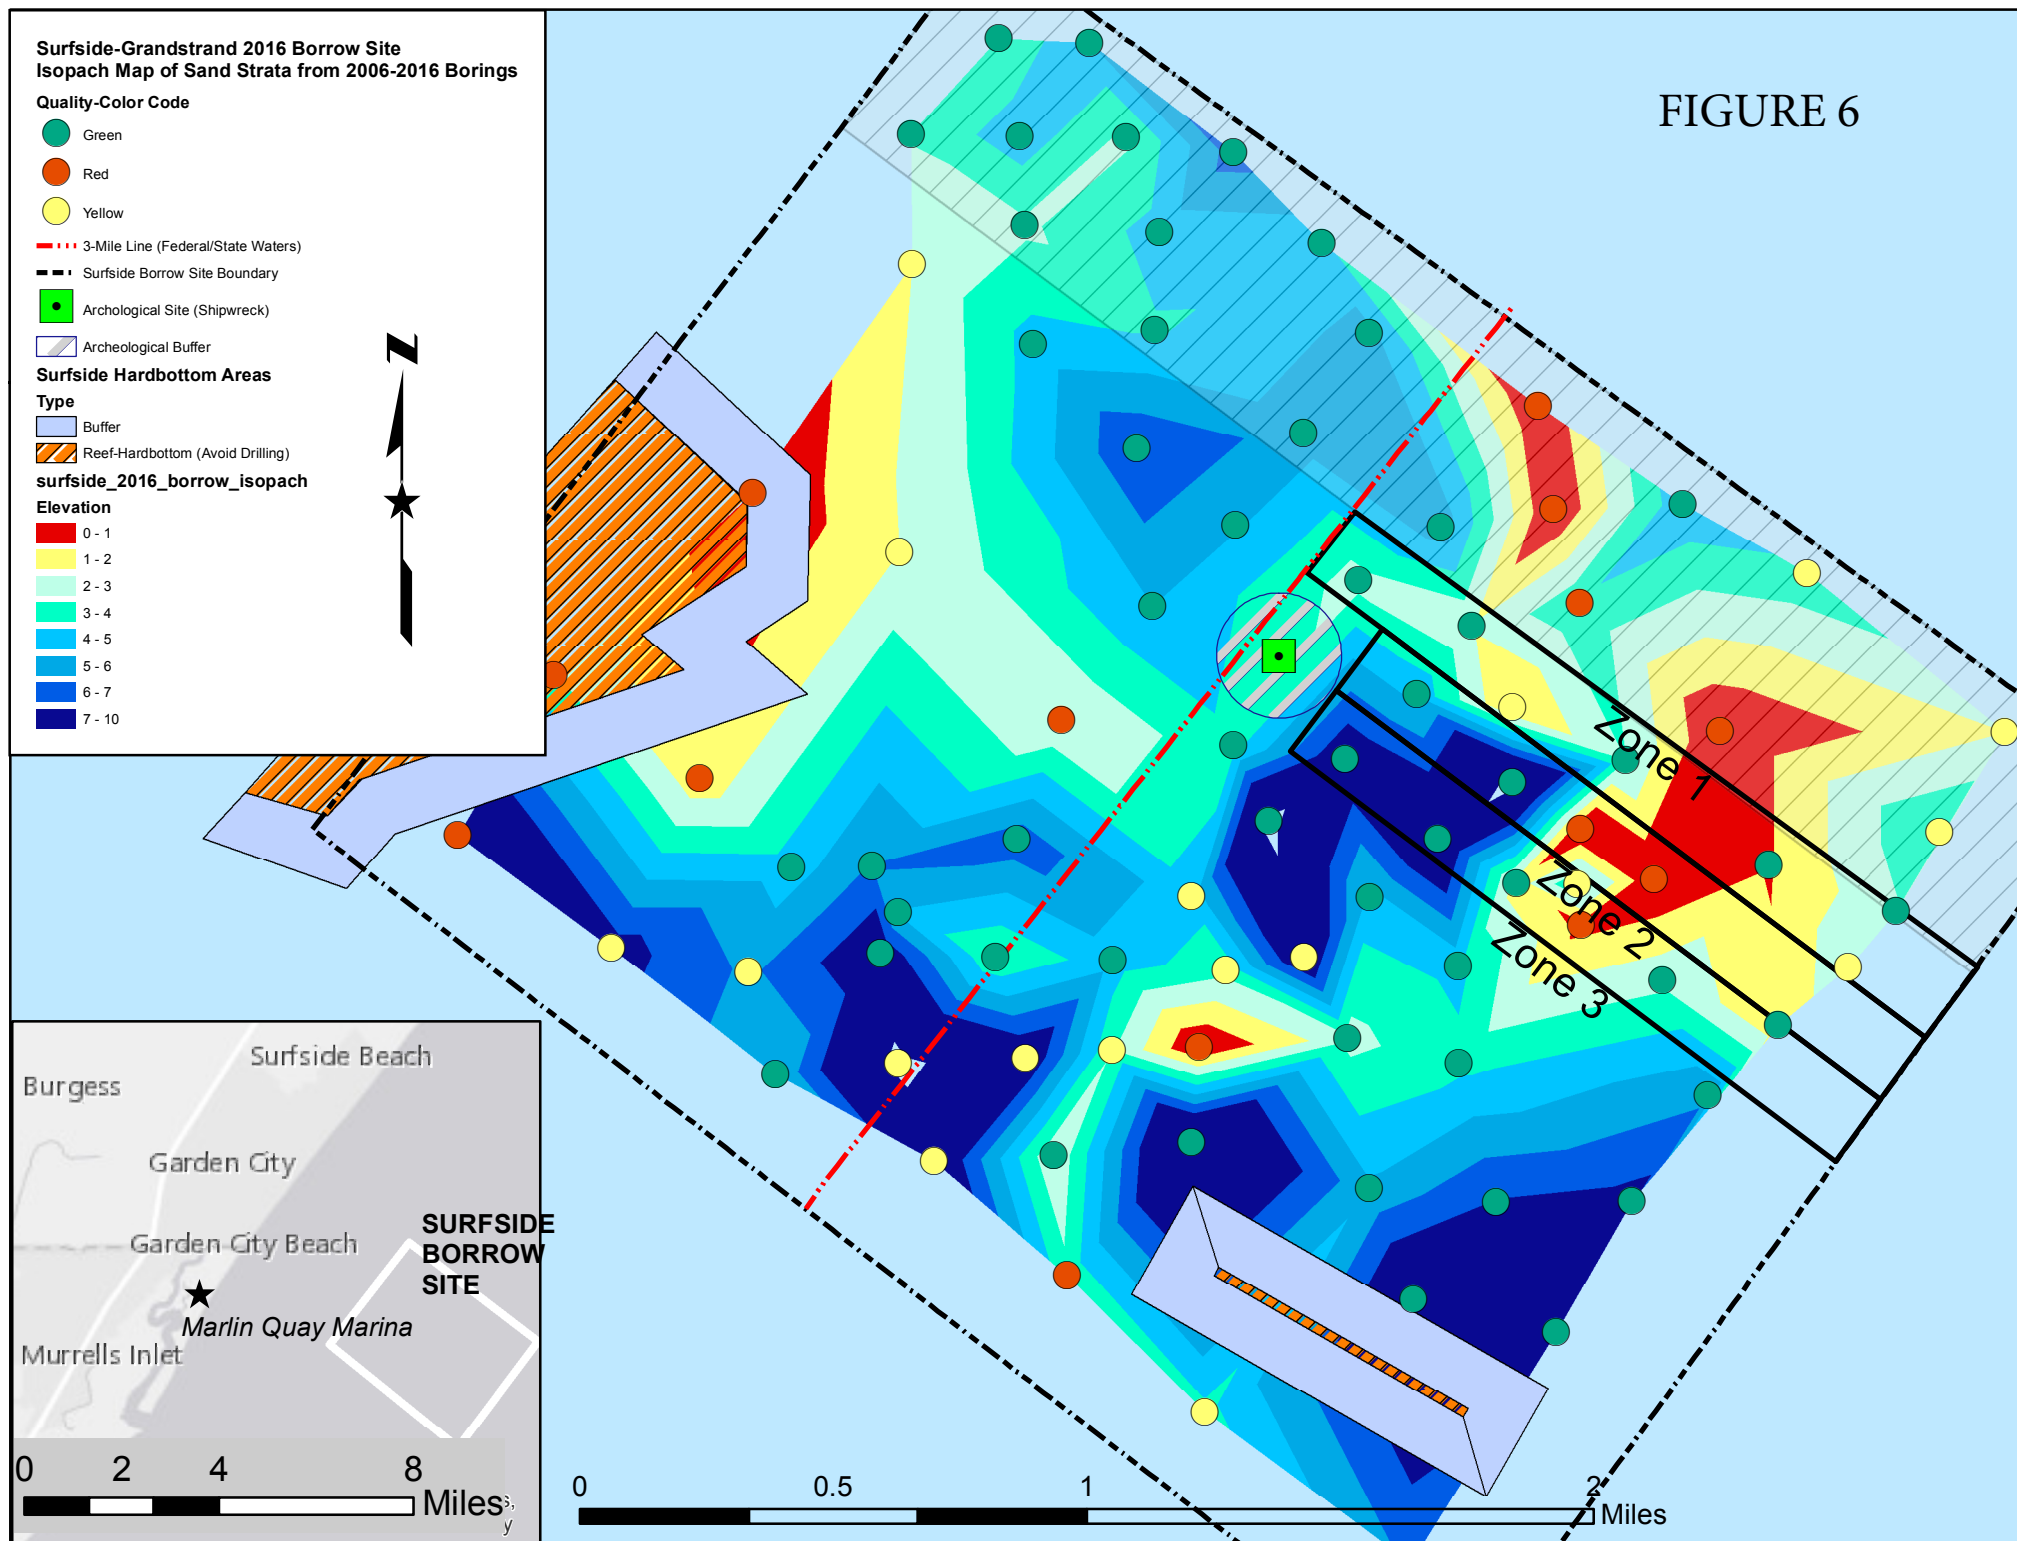 Surfside-Grandstrand 2016 Borrow Site
Isopach Map of Sand Strata from 2006-2016 Borings
Quality-Color Code
Green
Red
Yellow
3-Mile Line (Federal/State Waters)
Surfside Borrow Site Boundary
Archological Site (Shipwreck)
Archeological Buffer
Surfside Hardbottom Areas
Type
Buffer
Reef-Hardbottom (Avoid Drilling)
surfside_2016_borrow_isopach
Elevation
0 - 1
1 - 2
2 - 3
3 - 4
4 - 5
5 - 6
6 - 7
7 - 10
N
FIGURE 6
Zone 1
Zone 2
Zone 3
Surfside Beach
Burgess
Garden City
Garden City Beach
SURFSIDE
BORROW
SITE
Marlin Quay Marina
Murrells Inlet
0 2 4 8
Miles
0 0.5 1 2
Miles